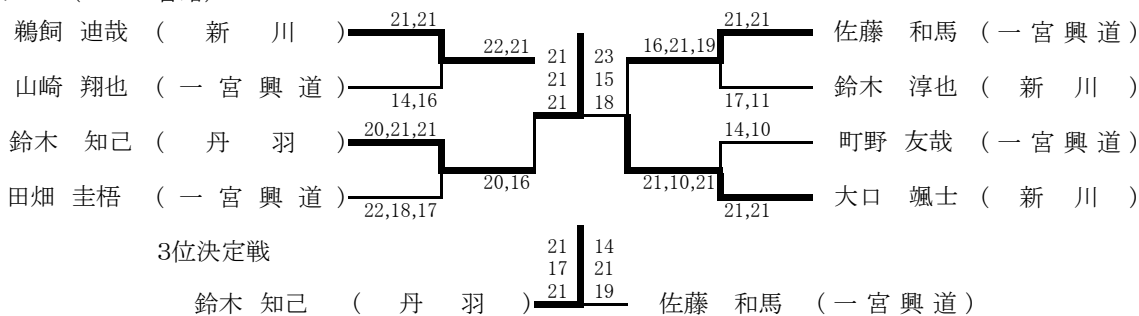 21,21 21,21
鵜飼 迪哉 ( 新 川 ) 佐藤 和馬 (一宮興道)
22,21 21 23 16,21,19
21 15
山崎 翔也 (一宮興道) 鈴木 淳也 ( 新 川 )
14,16 21 18 17,11
20,21,21 14,10
鈴木 知己 ( 丹 羽 ) 町野 友哉 (一宮興道)
20,16 21,10,21
田畑 圭梧 (一宮興道) 大口 颯士 ( 新 川 )
22,18,17 21,21
3位決定戦 21 14
17 21
21 19
鈴木 知己 ( 丹 羽 ) 佐藤 和馬 (一宮興道)